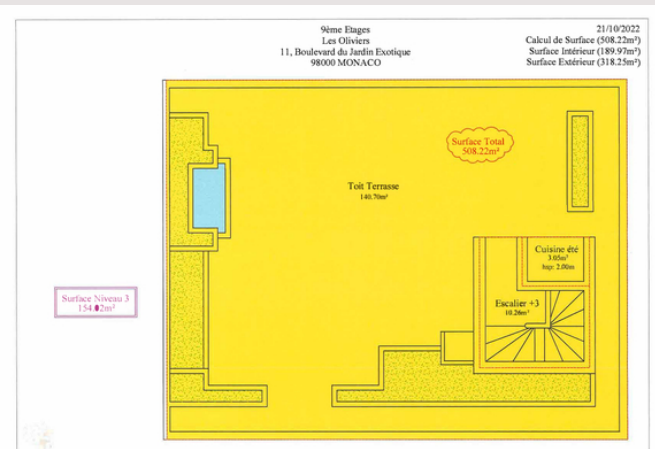 9ème Etages
Les Oliviers
11, Boulevard du Jardin Exotique
98000 MONACO
21/10/2022
Calcul de Surface (508.22m²)
Surface Intérieur (189.97m²)
Surface Extérieur (318.25m²)
Surface Total
508.22m²
Toit Terrasse
140.70m²
Cuisine été
3.05m²
hsp: 2.00m
Escalier +3
10.26m²
Surface Niveau 3
154.02m²